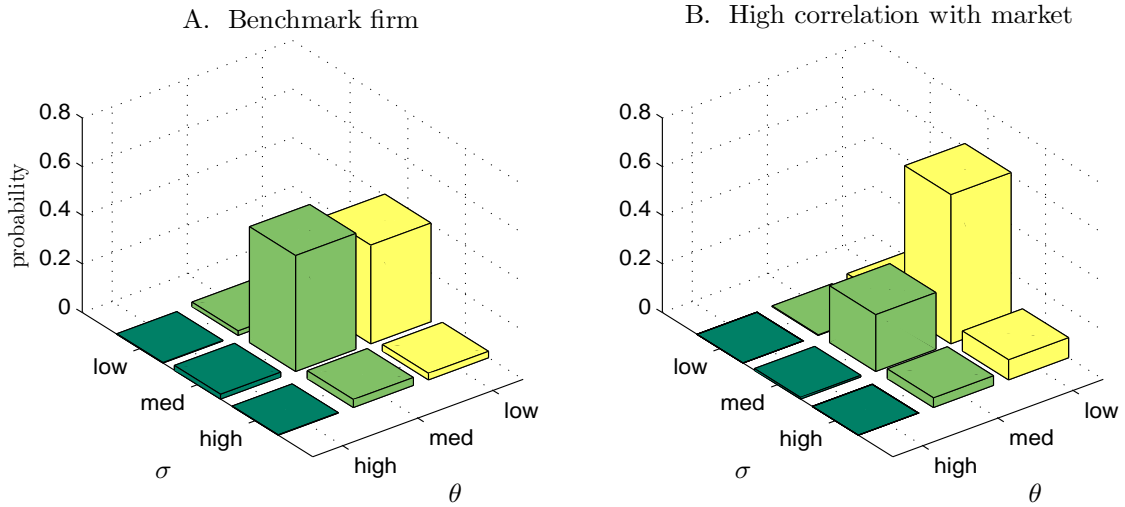 A. Benchmark firm
0.8
0.6
0.4
0.2
0
probability
low
med
high
σ
low
med
high
θ
B. High correlation with market
0.8
0.6
0.4
0.2
0
low
med
high
σ
low
med
high
θ